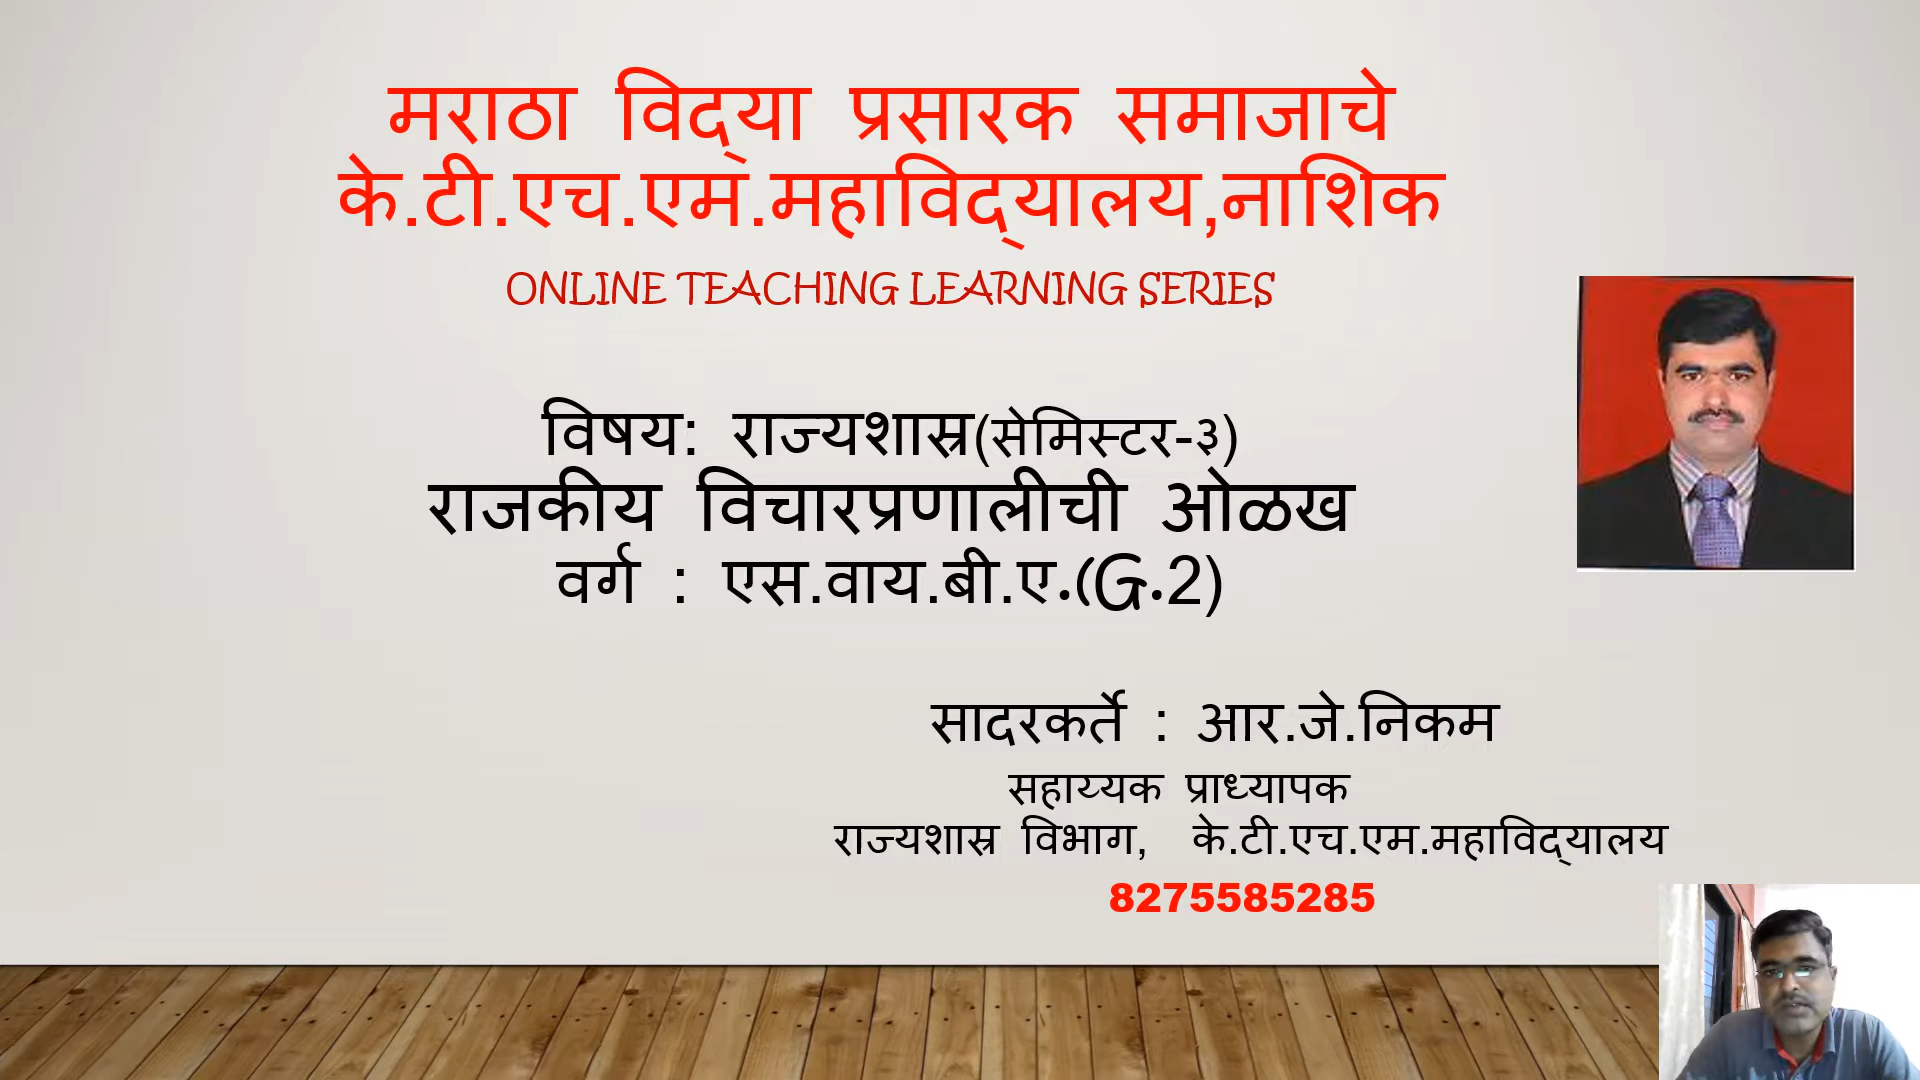 मराठा विद्‌या प्रसारक समाजाचे
के.टी.एच.एम.महाविद्‌यालय,नाशिक
ONLINE TEACHING LEARNING SERIES
विषय: राज्यशास्र(सेमिस्टर-३)
राजकीय विचारप्रणालीची ओळख
वर्ग : एस.वाय.बी.ए.(G.2)
सादरकर्ते : आर.जे.निकम
सहाय्यक प्राध्यापक
राज्यशास्र विभाग, के.टी.एच.एम.महाविद्‌यालय
8275585285